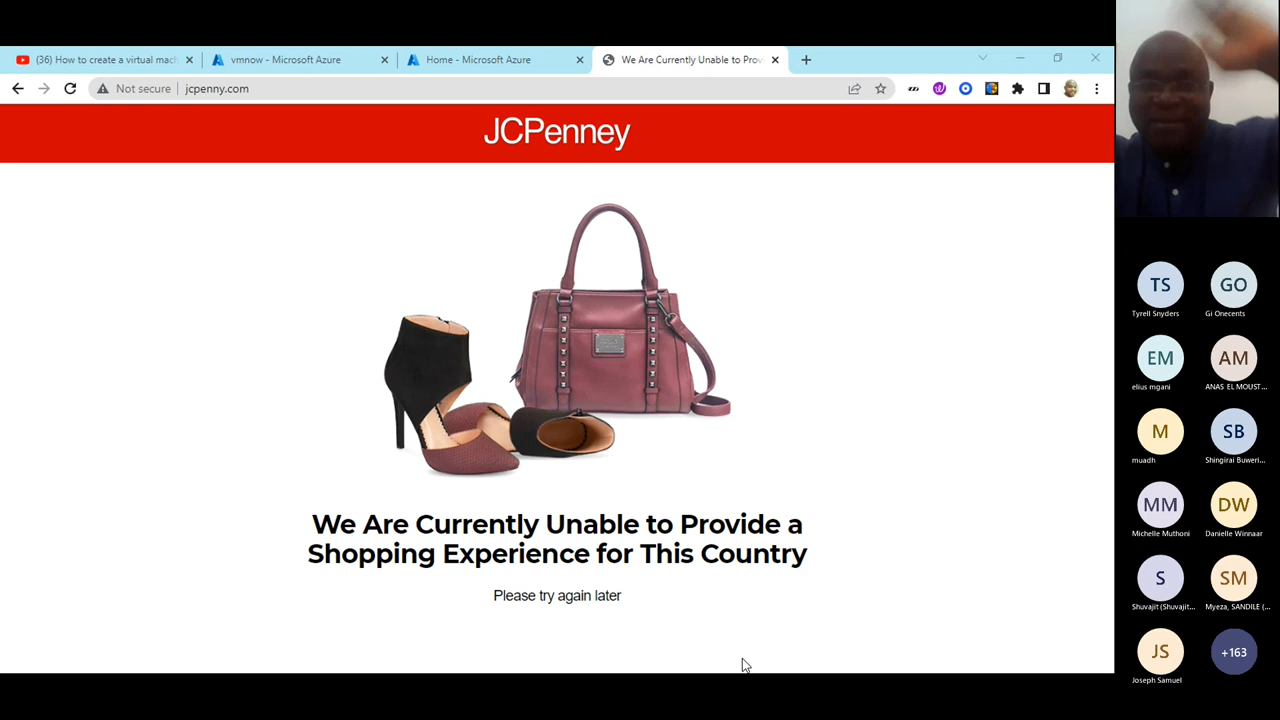 (36) How to create a virtual mach
vmnow - Microsoft Azure
Home - Microsoft Azure
We Are Currently Unable to Prov
Not secure
jcpenny.com
JCPenney
We Are Currently Unable to Provide a
Shopping Experience for This Country
Please try again later
TS
GO
Tyrell Snyders
Gi Onecents
EM
AM
elius mgani
ANAS EL MOUST...
M
SB
muadh
Shingirai Buweri...
MM
DW
Michelle Muthoni
Danielle Winnaar
S
SM
Shuvajit (Shuvajit...
Myeza, SANDILE (...
JS
+163
Joseph Samuel